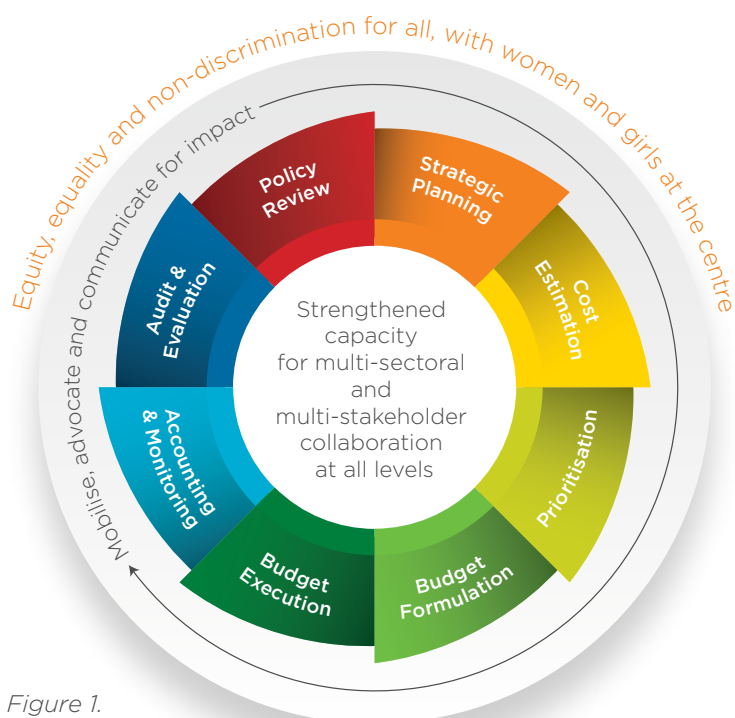 Equity, equality and non-discrimination for all, with women and girls at the centre
Mobilise, advocate and communicate for impact
Policy
Review
Strategic
Planning
Cost
Estimation
Prioritisation
Budget
Formulation
Budget
Execution
Accounting
& Monitoring
Audit &
Evaluation
Strengthened
capacity
for multi-sectoral
and
multi-stakeholder
collaboration
at all levels
Figure 1.